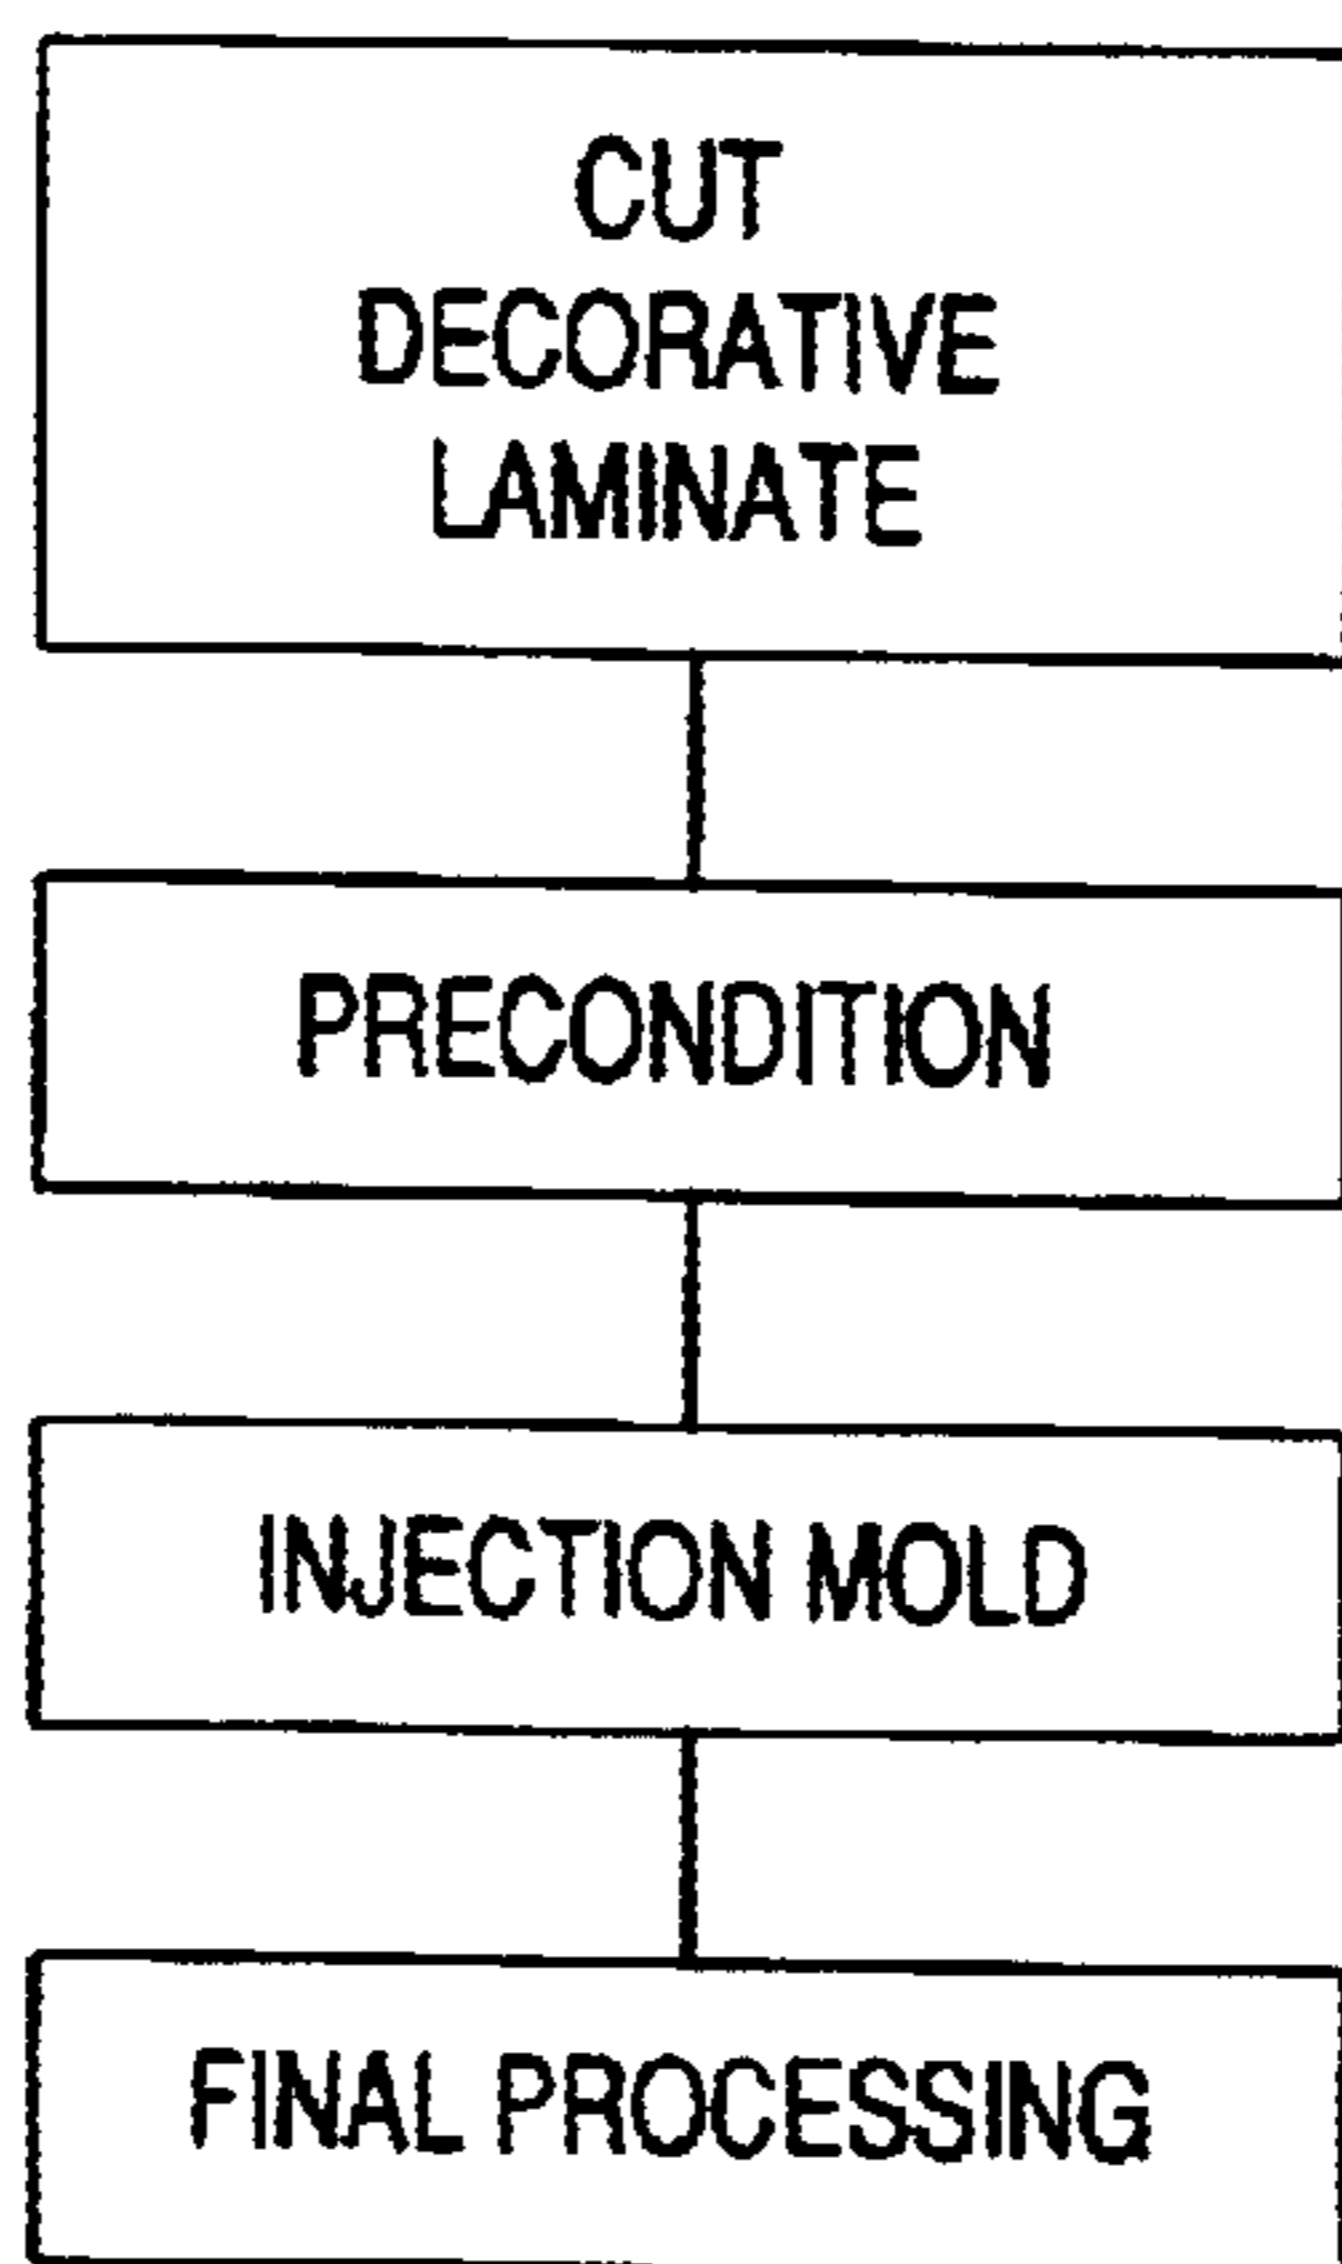 CUT
DECORATIVE
LAMINATE
PRECONDITION
INJECTION MOLD
FINAL PROCESSING